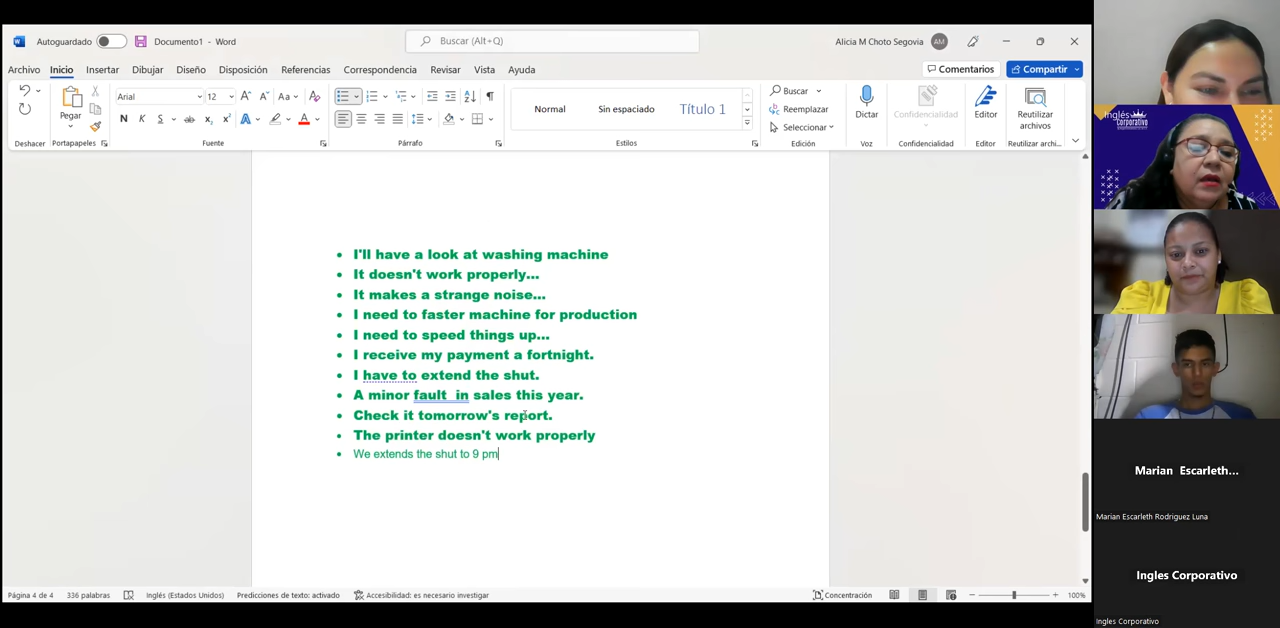 Autoguardado
Documento1 - Word
Buscar (Alt+Q)
Alicia M Choto Segovia
AM
Archivo
Inicio
Insertar
Dibujar
Diseño
Disposición
Referencias
Correspondencia
Revisar
Vista
Ayuda
Comentarios
Compartir
Pegar
Arial
12
Normal
Sin espaciado
Título 1
Buscar
Reemplazar
Seleccionar
Dictar
Confidencialidad
Editor
Reutilizar archivos
Deshacer
Portapapeles
Fuente
Párrafo
Estilos
Edición
Voz
Confidencialidad
Editor
Reutilizar archi...
• I'll have a look at washing machine
• It doesn't work properly...
• It makes a strange noise...
• I need to faster machine for production
• I need to speed things up...
• I receive my payment a fortnight.
• I have to extend the shut.
• A minor fault in sales this year.
• Check it tomorrow's report.
• The printer doesn't work properly
• We extends the shut to 9 pm
Página 4 de 4
336 palabras
Inglés (Estados Unidos)
Predicciones de texto: activado
Accesibilidad: es necesario investigar
Concentración
100%
Inglés
Corporativo
Marian Escarleth...
Marian Escarleth Rodriguez Luna
Ingles Corporativo
Ingles Corporativo